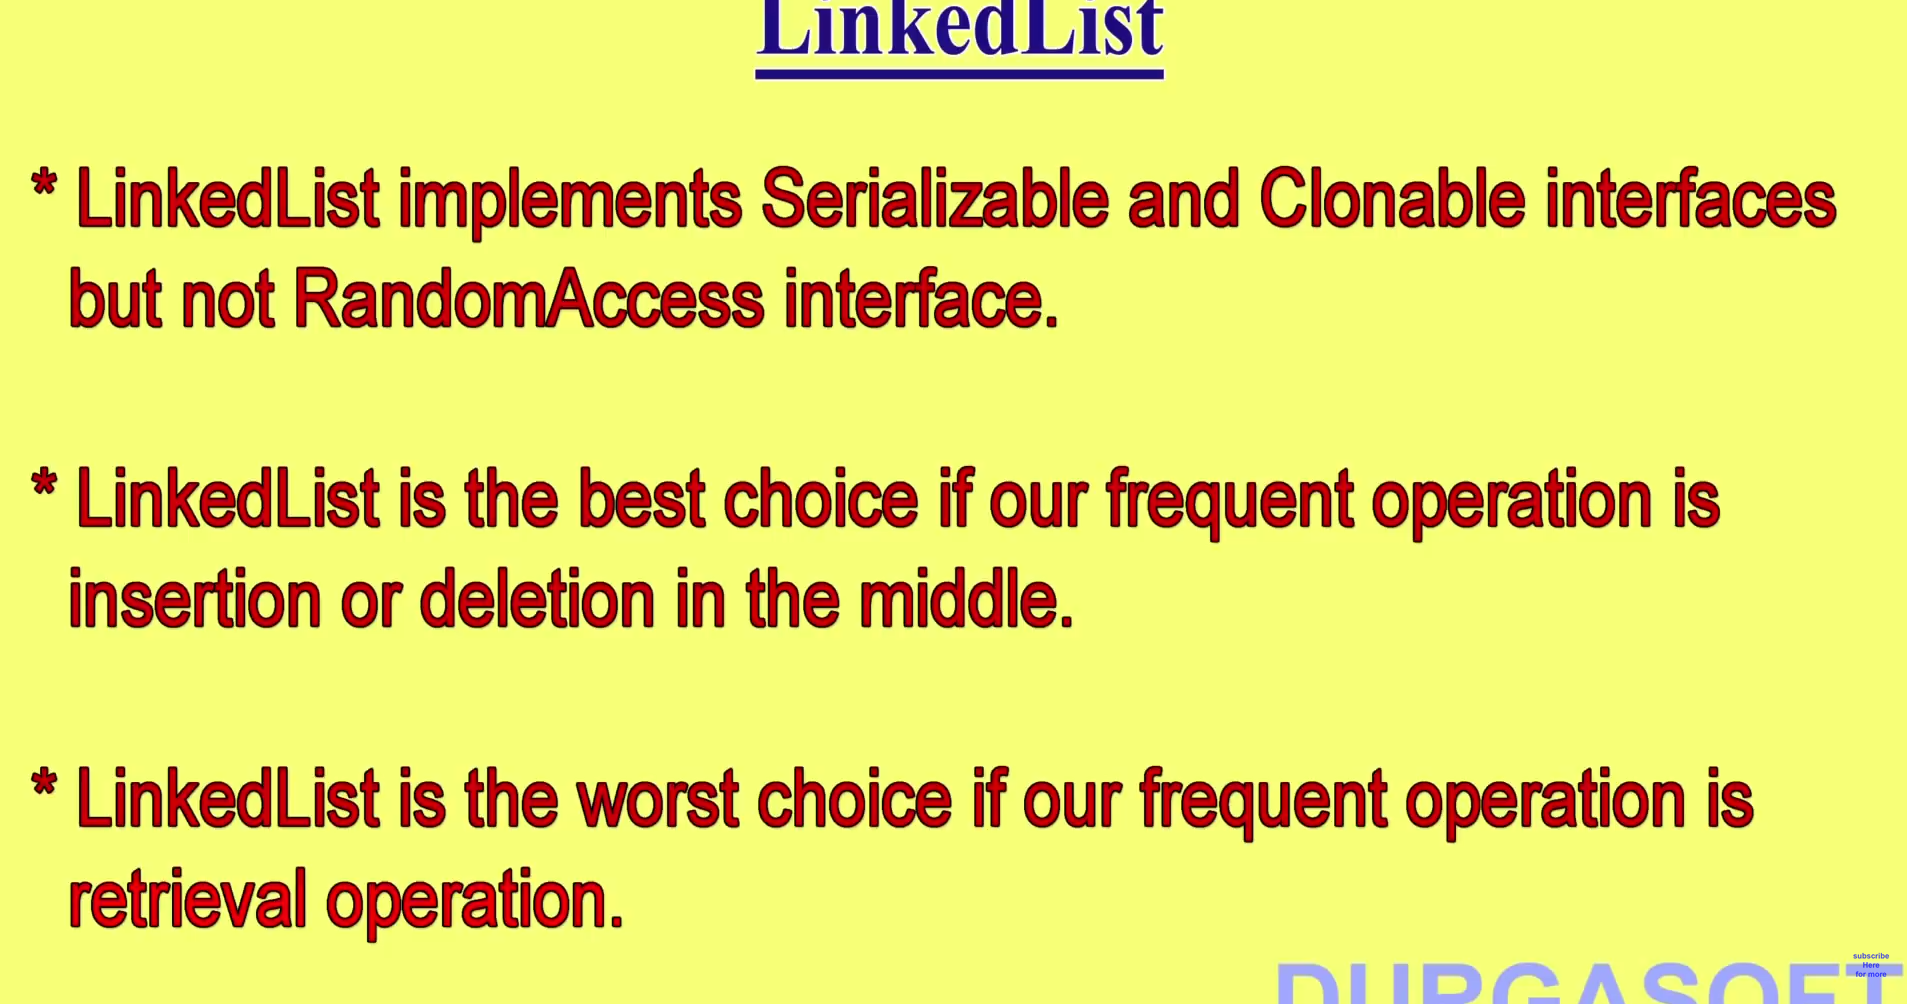 LinkedList
* LinkedList implements Serializable and Clonable interfaces
but not RandomAccess interface.
* LinkedList is the best choice if our frequent operation is
insertion or deletion in the middle.
* LinkedList is the worst choice if our frequent operation is
retrieval operation.
DURGASOFT
subscribe
Here
for more